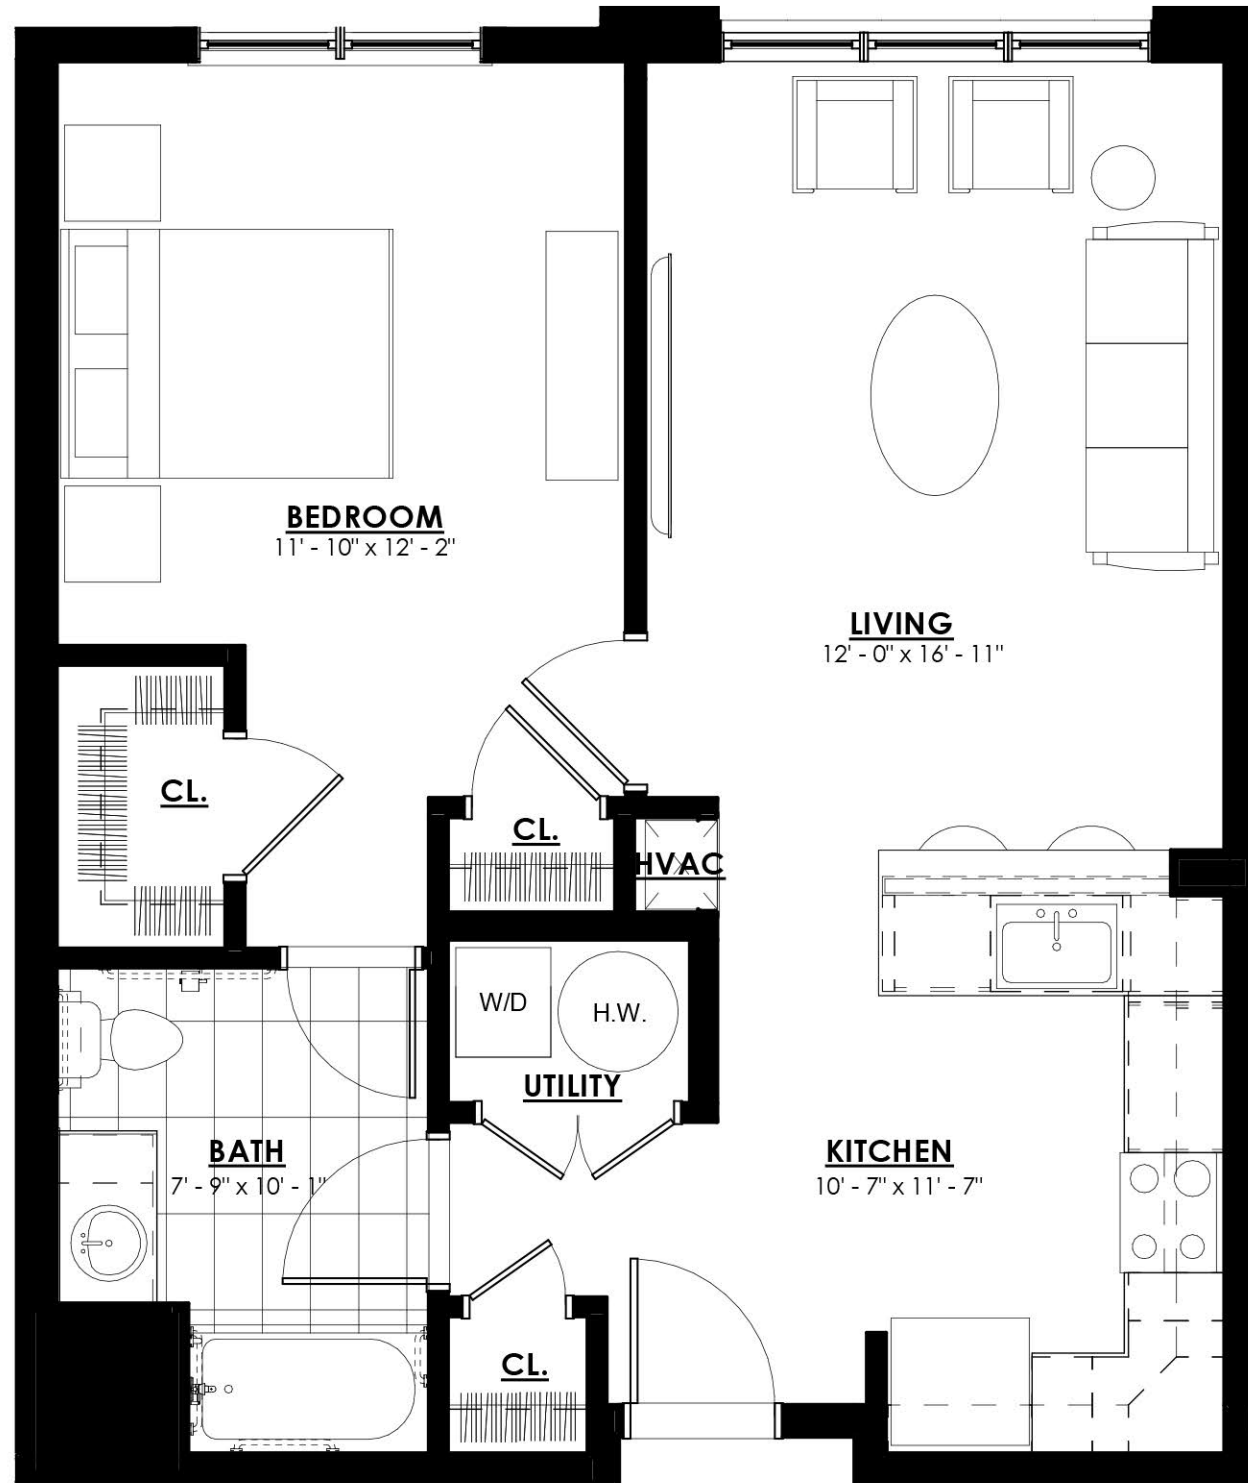 BEDROOM
11' - 10" x 12' - 2"
LIVING
12' - 0" x 16' - 11"
CL.
CL.
HVAC
W/D
H.W.
UTILITY
BATH
7' - 9" x 10' - 1"
KITCHEN
10' - 7" x 11' - 7"
CL.